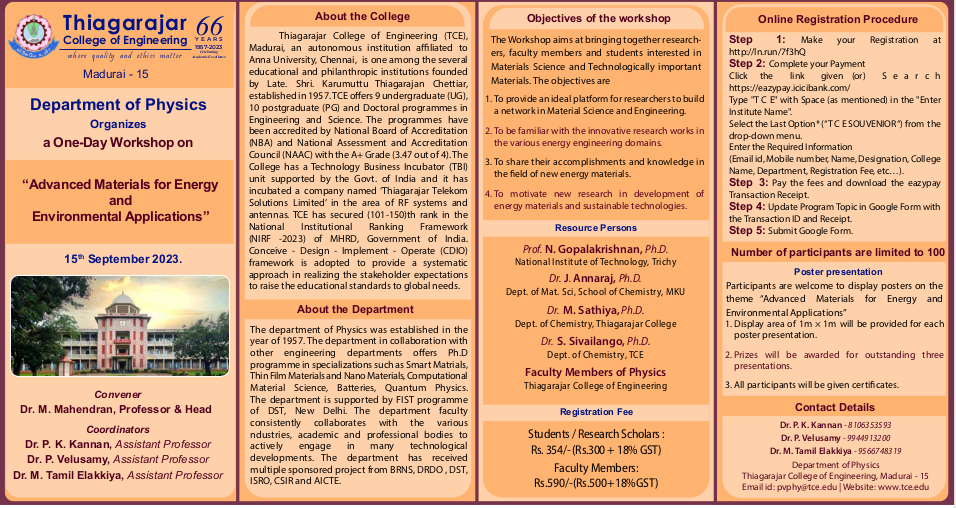 Thiagarajar
College of Engineering
where quality and ethics matter
66
YEARS
1957-2023
Madurai - 15
Department of Physics
Organizes
a One-Day Workshop on
“Advanced Materials for Energy
and
Environmental Applications”
15th September 2023.
Convener
Dr. M. Mahendran, Professor & Head
Coordinators
Dr. P. K. Kannan, Assistant Professor
Dr. P. Velusamy, Assistant Professor
Dr. M. Tamil Elakkiya, Assistant Professor
About the College
Thiagarajar College of Engineering (TCE),
Madurai, an autonomous institution affiliated to
Anna University, Chennai, is one among the several
educational and philanthropic institutions founded
by Late. Shri. Karumuttu Thiagarajar Chettiar,
established in 1957.TCE offers 9 undergraduate (UG),
10 postgraduate (PG) and Doctoral programmes in
Engineering and Science. The programmes have
been accredited by National Board of Accreditation
(NBA) and National Assessment and Accreditation
Council (NAAC) with the A+ Grade (3.47 out of 4). The
College has a Technology Business Incubator (TBI)
unit supported by the Govt. of India and it has
incubated a company named ‘Thiagarajar Telekom
Solutions Limited’ in the area of RF systems and
antennas. TCE has secured (101-150)th rank in the
National Institutional Ranking Framework
(NIRF -2023) of MHRD, Government of India.
Conceive - Design - Implement - Operate (CDIO)
framework is adopted to provide a systematic
approach in realizing the stakeholder expectations
to raise the educational standards to global needs.
About the Department
The department of Physics was established in the
year of 1957. The department in collaboration with
other engineering departments offers Ph.D
programme in specializations such as Smart Matrials,
Thin Film Materials and Nano Materials, Computational
Material Science, Batteries, Quantum Physics.
The department is supported by FIST programme
of DST, New Delhi. The department faculty
consistently collaborates with the various
ndustries, academic and professional bodies to
actively engage in many technological
developments. The department has received
multiple sponsored project from BRNS, DRDO , DST,
ISRO, CSIR and AICTE.
Objectives of the workshop
The Workshop aims at bringing together research-
ers, faculty members and students interested in
Materials Science and Technologically important
Materials. The objectives are
1. To provide an ideal platform for researchers to build
a network in Material Science and Engineering.
2. To be familiar with the innovative research works in
the various energy engineering domains.
3. To share their accomplishments and knowledge in
the field of new energy materials.
4. To motivate new research in development of
energy materials and sustainable technologies.
Resource Persons
Prof. N. Gopalakrishnan, Ph.D.
National Institute of Technology, Trichy
Dr. J. Annaraj, Ph.D.
Dept. of Mat. Sci, School of Chemistry, MKU
Dr. M. Sathiya, Ph.D.
Dept. of Chemistry, Thiagarajar College
Dr. S. Sivailango, Ph.D.
Dept. of Chemistry, TCE
Faculty Members of Physics
Thiagarajar College of Engineering
Registration Fee
Students / Research Scholars :
Rs. 354/- (Rs.300 + 18% GST)
Faculty Members:
Rs.590/-(Rs.500+18%GST)
Online Registration Procedure
Step 1: Make your Registration at
http://ln.run/7f3hQ
Step 2: Complete your Payment
Click the link given (or) Search
https://eazypay.icicibank.com/
Type "T C E" with Space (as mentioned) in the "Enter
Institute Name".
Select the Last Option* (“T C E SOUVENIOR”) from the
drop-down menu.
Enter the Required Information
(Email id, Mobile number, Name, Designation, College
Name, Department, Registration Fee, etc…).
Step 3: Pay the fees and download the eazypay
Transaction Receipt.
Step 4: Update Program Topic in Google Form with
the Transaction ID and Receipt.
Step 5: Submit Google Form.
Number of participants are limited to 100
Poster presentation
Participants are welcome to display posters on the
theme “Advanced Materials for Energy and
Environmental Applications”
1. Display area of 1m × 1m will be provided for each
poster presentation.
2. Prizes will be awarded for outstanding three
presentations.
3. All participants will be given certificates.
Contact Details
Dr. P. K. Kannan - 8106353593
Dr. P. Velusamy - 9944913200
Dr. M. Tamil Elakkiya - 9566748319
Department of Physics
Thiagarajar College of Engineering, Madurai - 15
Email id: pvphy@tce.edu | Website: www.tce.edu